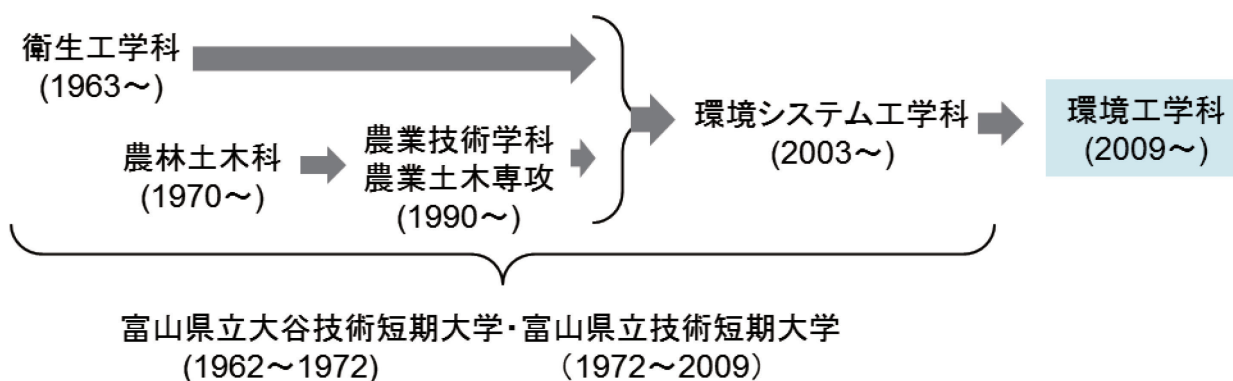 衛生工学科
(1963～)
農林土木科
(1970～)
農業技術学科
農業土木専攻
(1990～)
環境システム工学科
(2003～)
環境工学科
(2009～)
富山県立大谷技術短期大学・富山県立技術短期大学
(1962～1972) （1972～2009）